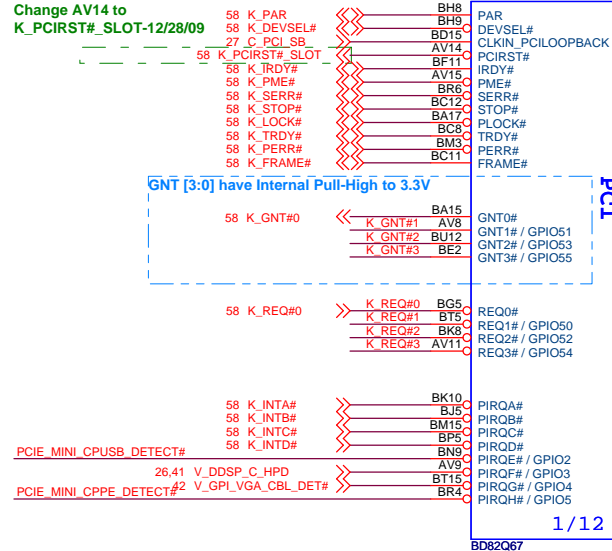 Change AV14 to
K_PCIRST#_SLOT-12/28/09
58 K_PAR BH8 PAR
58 K_DEVSEL# BH9 DEVSEL#
27 C_PCI_SB BD15 CLKIN_PCILOOPBACK
58 K_PCIRST#_SLOT AV14 PCIRST#
58 K_IRDY# BF11 IRDY#
58 K_PME# AV15 PME#
58 K_SERR# BR6 SERR#
58 K_STOP# BC12 STOP#
58 K_LOCK# BA17 PLOCK#
58 K_TRDY# BC8 TRDY#
58 K_PERR# BM3 PERR#
58 K_FRAME# BC11 FRAME#
GNT [3:0] have Internal Pull-High to 3.3V
PCI
58 K_GNT#0 BA15 GNT0#
K_GNT#1 AV8 GNT1# / GPIO51
K_GNT#2 BU12 GNT2# / GPIO53
K_GNT#3 BE2 GNT3# / GPIO55
58 K_REQ#0 K_REQ#0 BG5 REQ0#
K_REQ#1 BT5 REQ1# / GPIO50
K_REQ#2 BK8 REQ2# / GPIO52
K_REQ#3 AV11 REQ3# / GPIO54
58 K_INTA# BK10 PIRQA#
58 K_INTB# BJ5 PIRQB#
58 K_INTC# BM15 PIRQC#
58 K_INTD# BP5 PIRQD#
PCIE_MINI_CPUSB_DETECT# BN9 PIRQE# / GPIO2
26,41 V_DDSP_C_HPD AV9 PIRQF# / GPIO3
42 V_GPI_VGA_CBL_DET# BT15 PIRQG# / GPIO4
PCIE_MINI_CPPE_DETECT# BR4 PIRQH# / GPIO5
1/12
BD82Q67